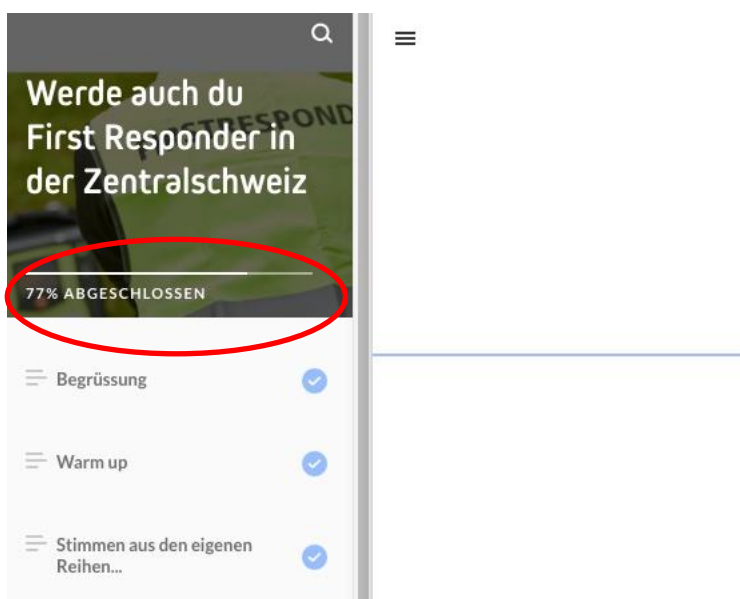 Werde auch du
First Responder in
der Zentralschweiz
77% ABGESCHLOSSEN
Begrüssung
Warm up
Stimmen aus den eigenen
Reihen...